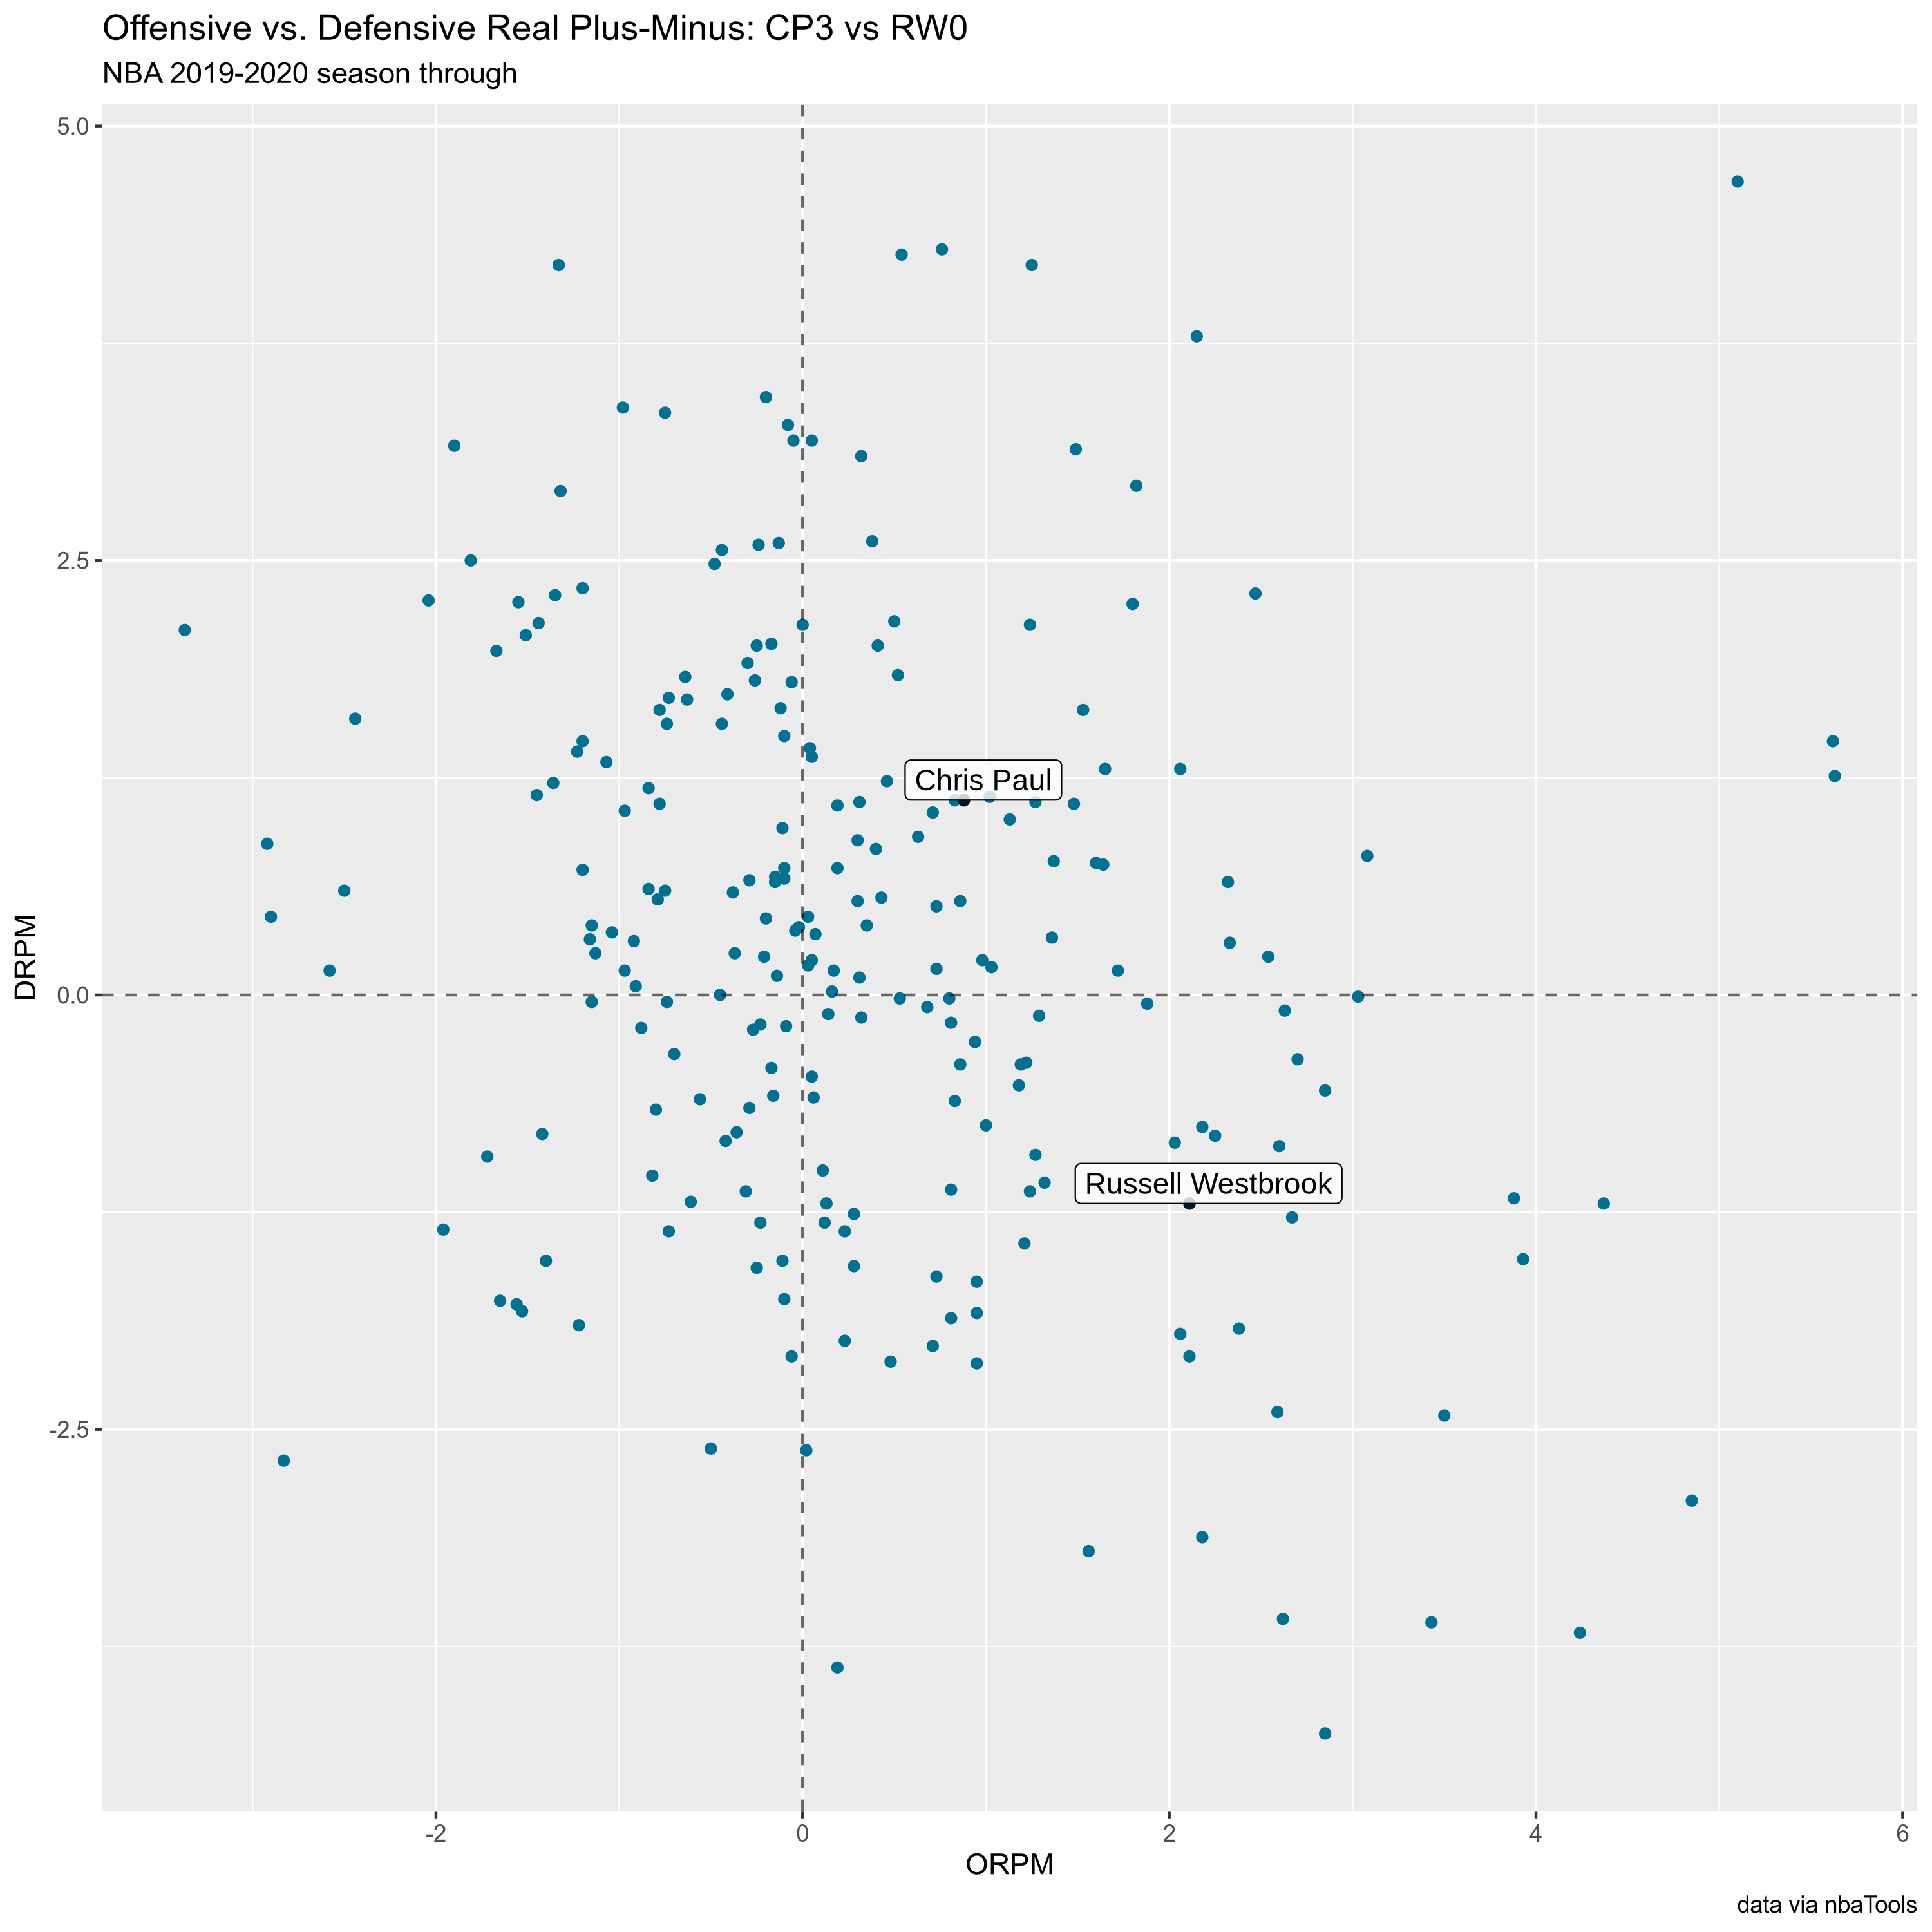 Offensive vs. Defensive Real Plus-Minus: CP3 vs RW0
NBA 2019-2020 season through
5.0
2.5
0.0
-2.5
DRPM
Chris Paul
Russell Westbrook
-2
0
2
4
6
ORPM
data via nbaTools